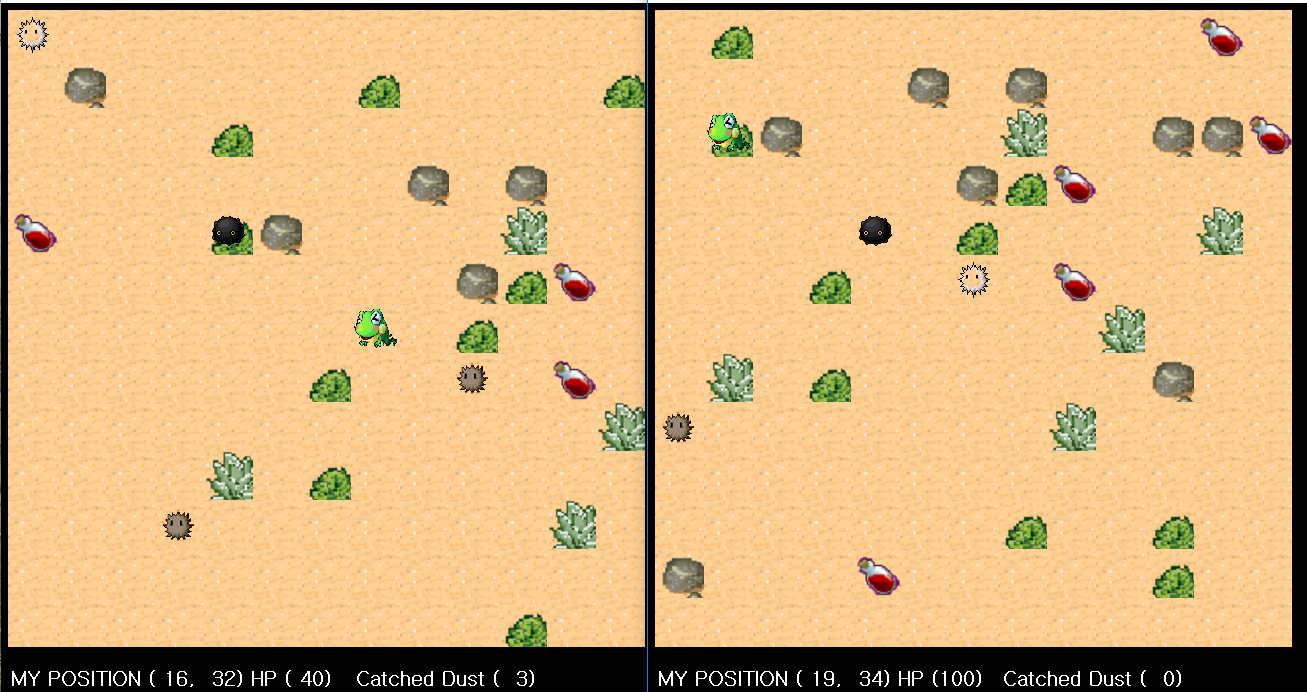 MY POSITION ( 16,  32) HP ( 40)   Catched Dust (  3)
MY POSITION ( 19,  34) HP (100)   Catched Dust (  0)